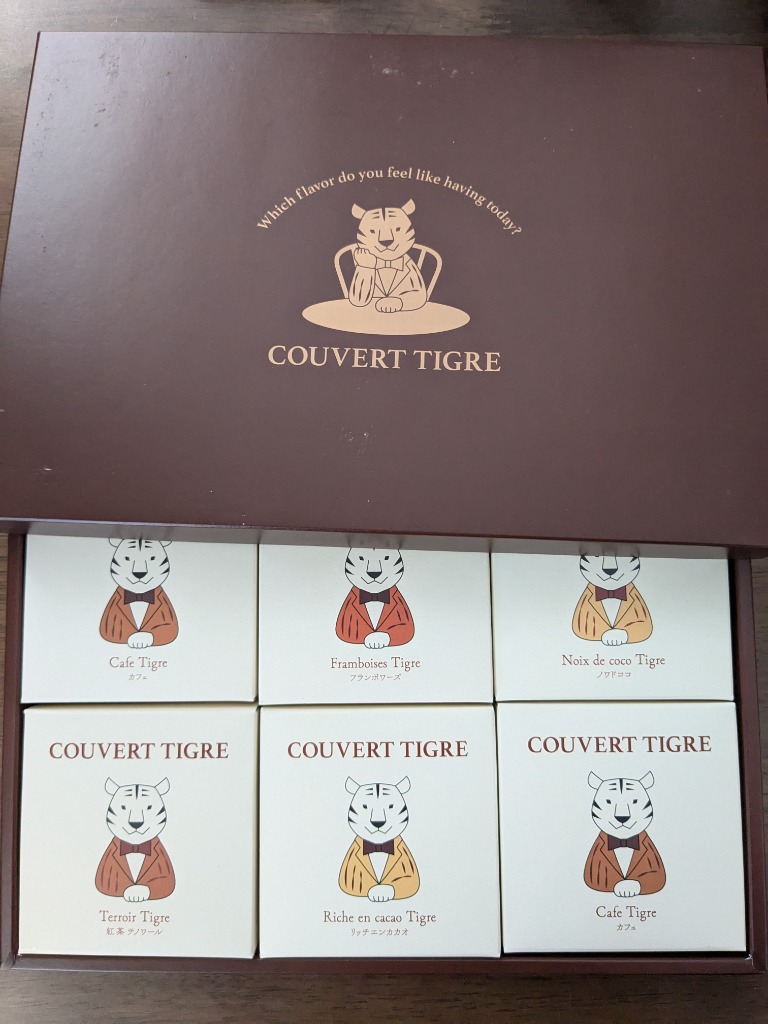 Which flavor do you feel like having today?
COUVERT TIGRE
Cafe Tigre
カフェ
Framboises Tigre
フランボワーズ
Noix de coco Tigre
ノワドココ
COUVERT TIGRE
Terroir Tigre
紅茶 テノワール
COUVERT TIGRE
Riche en cacao Tigre
リッチエンカカオ
COUVERT TIGRE
Cafe Tigre
カフェ